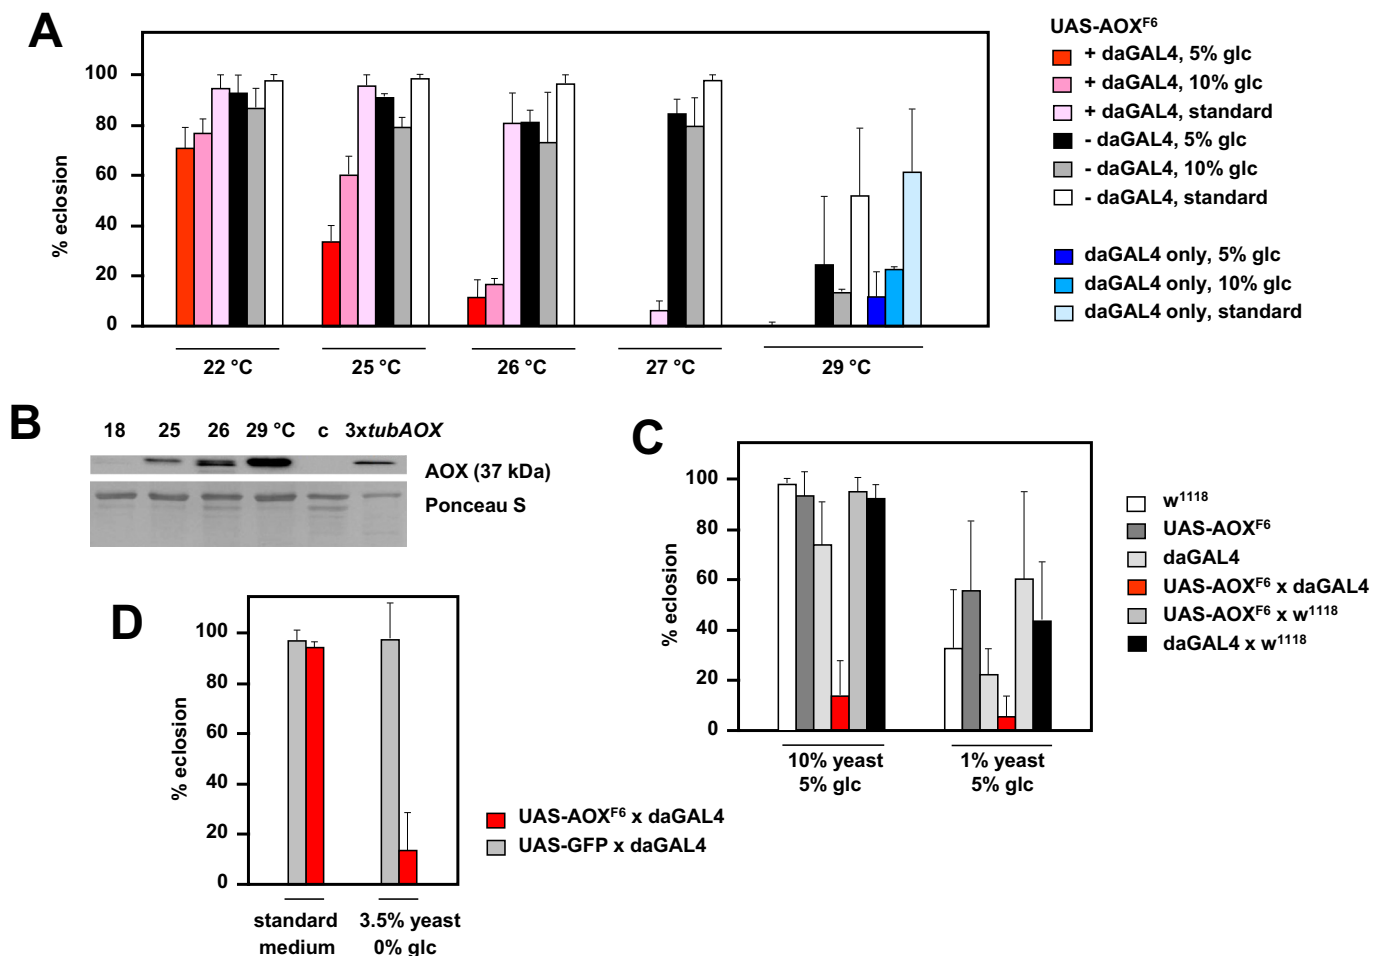 A
% eclosion
100
80
60
40
20
0
22 °C
25 °C
26 °C
27 °C
29 °C
UAS-AOXF6
+ daGAL4, 5% glc
+ daGAL4, 10% glc
+ daGAL4, standard
- daGAL4, 5% glc
- daGAL4, 10% glc
- daGAL4, standard
daGAL4 only, 5% glc
daGAL4 only, 10% glc
daGAL4 only, standard
B
18 25 26 29 °C c 3xtubAOX
AOX (37 kDa)
Ponceau S
C
% eclosion
100
80
60
40
20
0
10% yeast
5% glc
1% yeast
5% glc
w1118
UAS-AOXF6
daGAL4
UAS-AOXF6 x daGAL4
UAS-AOXF6 x w1118
daGAL4 x w1118
D
% eclosion
100
80
60
40
20
0
standard
medium
3.5% yeast
0% glc
UAS-AOXF6 x daGAL4
UAS-GFP x daGAL4